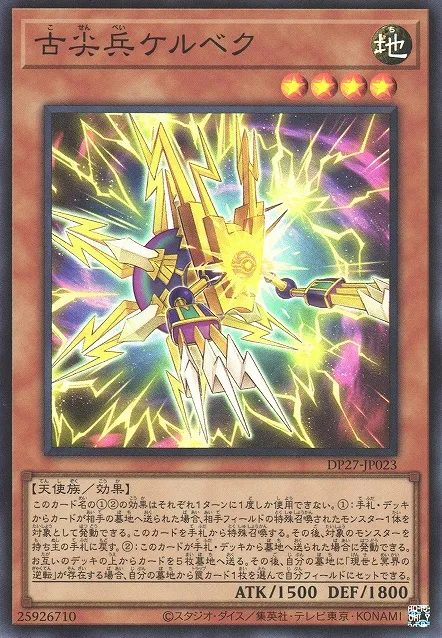 古尖兵ケルベク
地
DP27-JP023
【天使族/効果】
このカード名の①②の効果はそれぞれ1ターンに1度しか使用できない。①:手札・デッキ
からカードが相手の墓地へ送られた場合、相手フィールドの特殊召喚されたモンスター1体
を対象として発動できる。このカードを手札から特殊召喚する。その後、対象のモンスターを
持ち主の手札に戻す。②:このカードが手札・デッキから墓地へ送られた場合に発動できる。
お互いのデッキの上からカードを5枚墓地へ送る。その後、自分の墓地に「現世と冥界の
逆転」が存在する場合、自分の墓地から罠カード1枚を選んで自分フィールドにセットできる。
ATK/1500 DEF/1800
25926710 ©スタジオ・ダイス/集英社・テレビ東京・KONAMI